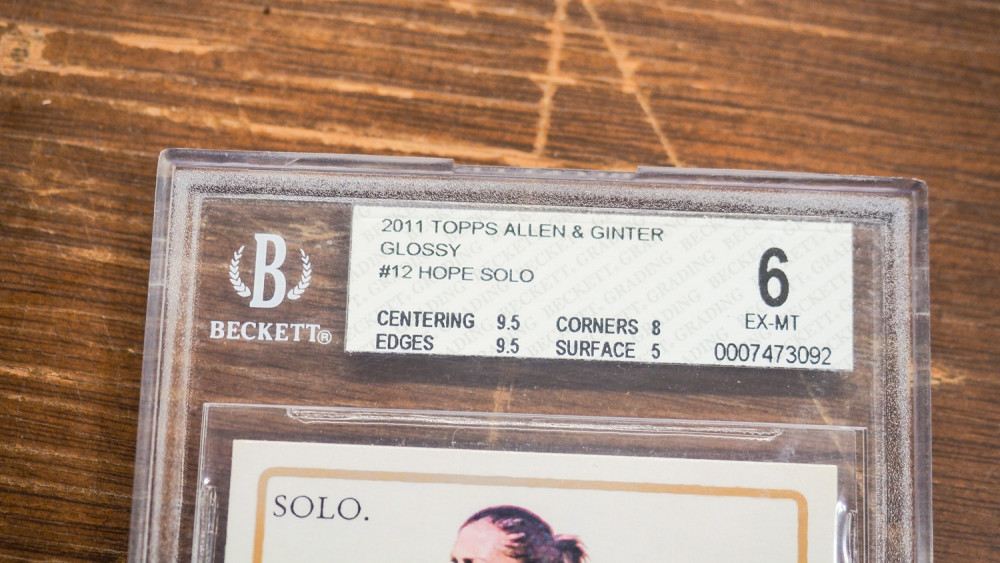 B
BECKETT®
2011 TOPPS ALLEN & GINTER
GLOSSY
#12 HOPE SOLO
CENTERING 9.5 CORNERS 8
EDGES 9.5 SURFACE 5
6
EX-MT
0007473092
SOLO.